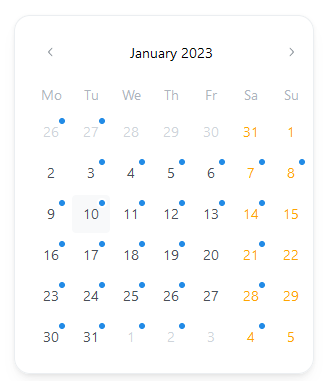 January 2023
Mo Tu We Th Fr Sa Su
26 27 28 29 30 31 1
2 3 4 5 6 7 8
9 10 11 12 13 14 15
16 17 18 19 20 21 22
23 24 25 26 27 28 29
30 31 1 2 3 4 5